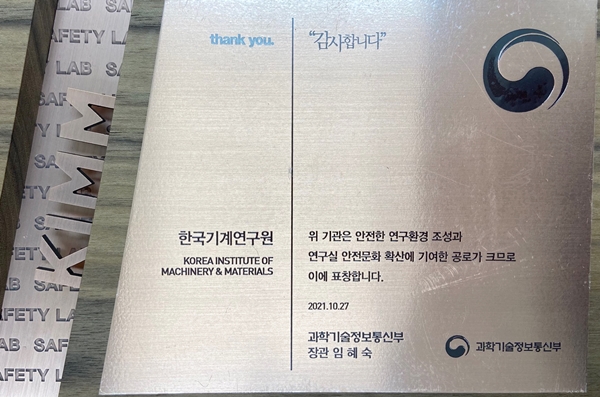 SAFETY LAB SAFETY LAB
KIMM
thank you.
한국기계연구원
KOREA INSTITUTE OF
MACHINERY & MATERIALS
“감사합니다”
위 기관은 안전한 연구환경 조성과
연구실 안전문화 확산에 기여한 공로가 크므로
이에 표창합니다.
2021.10.27
과학기술정보통신부
장관 임 혜 숙
과학기술정보통신부